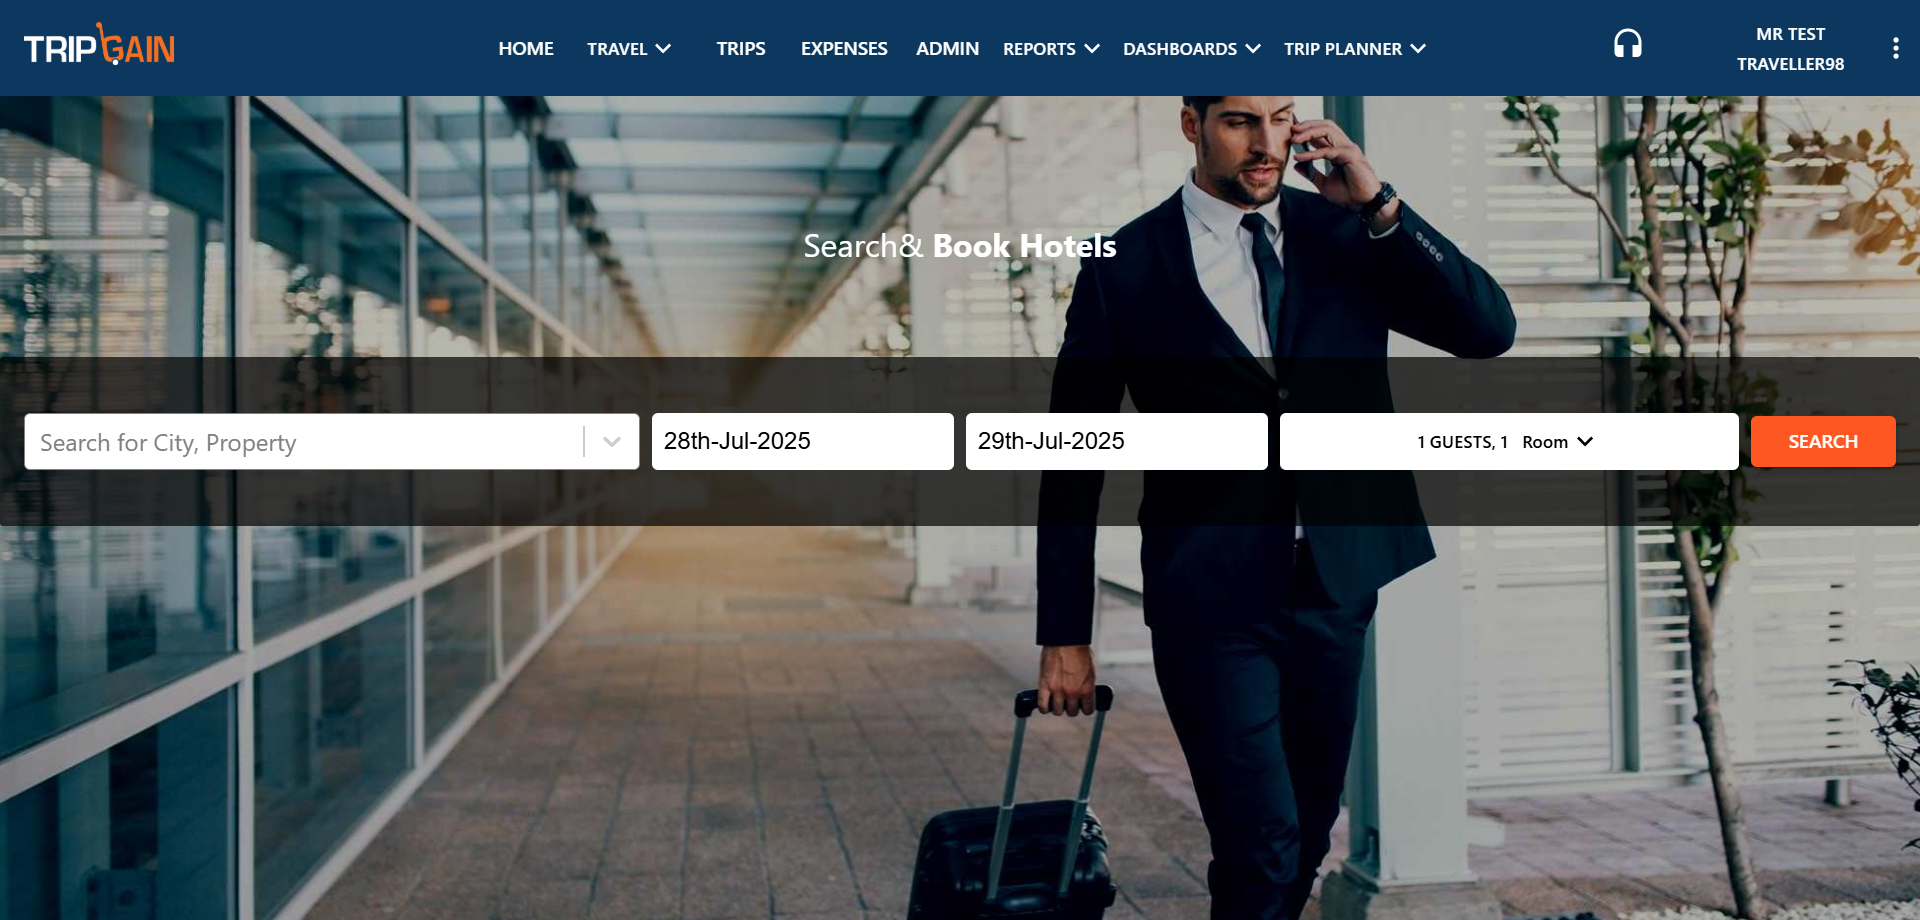 TRIPGAIN
HOME TRAVEL TRIPS EXPENSES ADMIN REPORTS DASHBOARDS TRIP PLANNER
MR TEST
TRAVELLER98
Search& Book Hotels
Search for City, Property
28th-Jul-2025
29th-Jul-2025
1 GUESTS, 1 Room
SEARCH